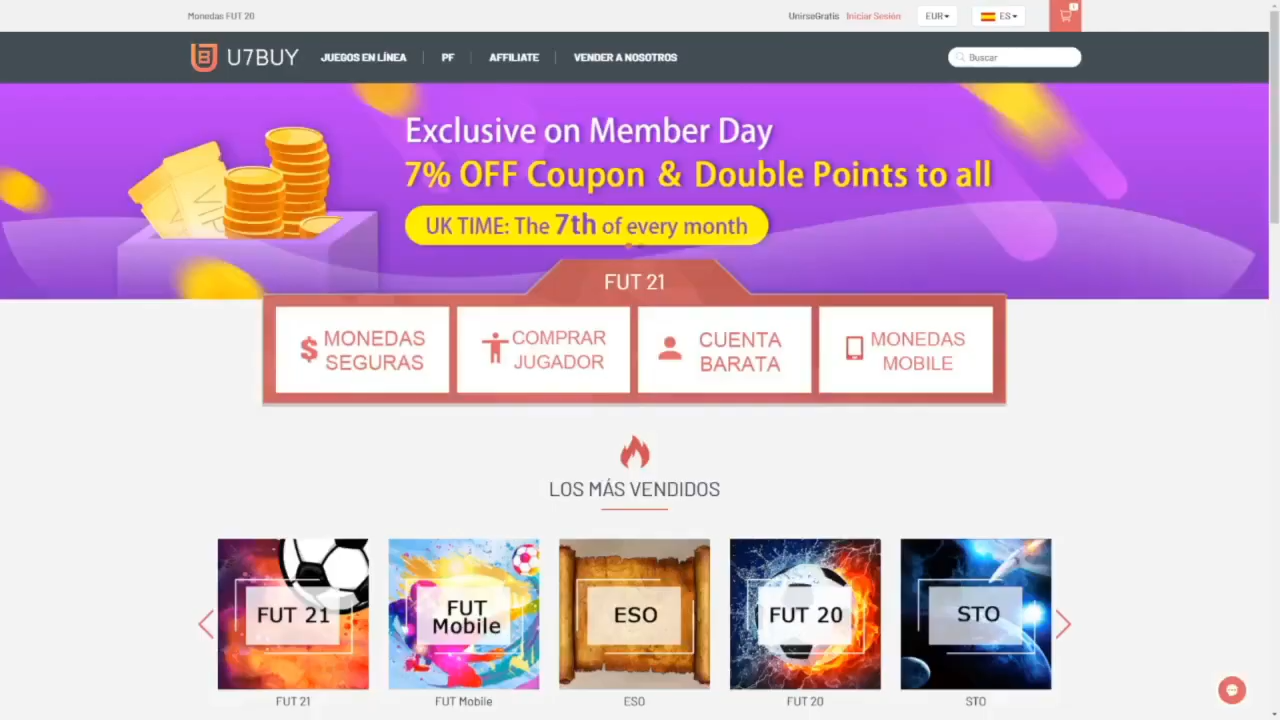 Monedas FUT 20
UnirseGratis Iniciar Sesión EUR ES 1
U7BUY JUEGOS EN LÍNEA PF AFFILIATE VENDER A NOSOTROS Buscar
Exclusive on Member Day
7% OFF Coupon & Double Points to all
UK TIME: The 7th of every month
VIP
FUT 21
MONEDAS
SEGURAS
COMPRAR
JUGADOR
CUENTA
BARATA
MONEDAS
MOBILE
LOS MÁS VENDIDOS
FUT 21
FUT
Mobile
ESO
FUT 20
STO
FUT 21
FUT Mobile
ESO
FUT 20
STO